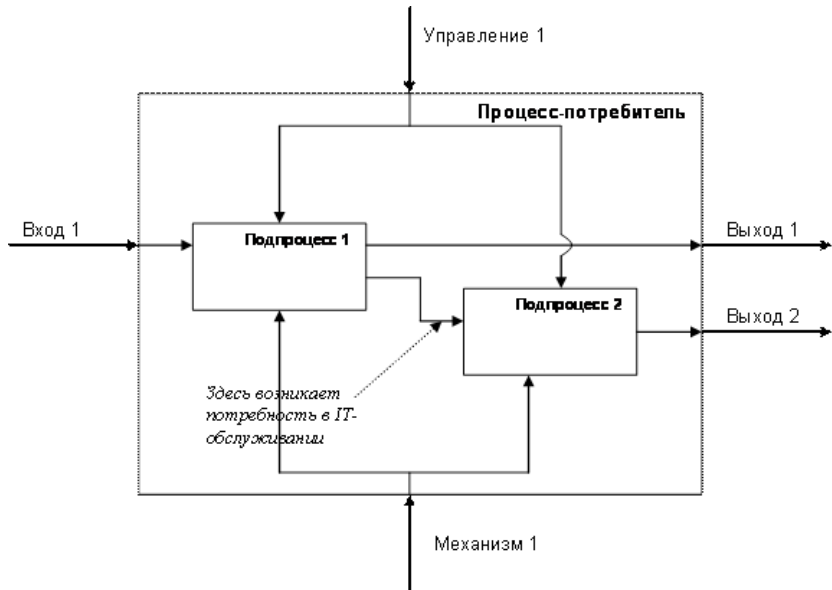 Управление 1
Процесс-потребитель
Вход 1
Подпроцесс 1
Выход 1
Подпроцесс 2
Выход 2
Здесь возникает
потребность в IT-
обслуживании
Механизм 1